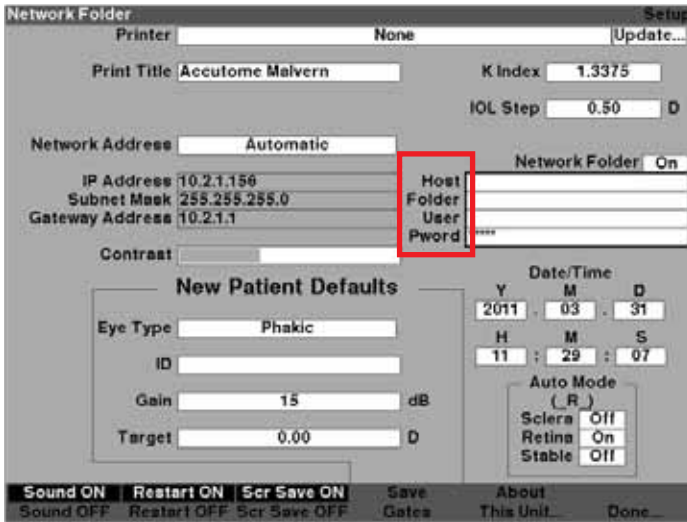 Network Folder Setup
Printer None Update...
Print Title Accutome Malvern K Index 1.3375
IOL Step 0.50 D
Network Address Automatic Network Folder On
IP Address 10.2.1.156 Host
Subnet Mask 255.255.255.0 Folder
Gateway Address 10.2.1.1 User
Pword ****
Contrast
Date/Time
New Patient Defaults Y M D
2011 . 03 . 31
Eye Type Phakic H M S
ID 11 : 29 : 07
Auto Mode
Gain 15 dB (_R_)
Sclera Off
Target 0.00 D Retina On
Stable Off
Sound ON Restart ON Scr Save ON Save About
Sound OFF Restart OFF Scr Save OFF Gates This Unit... Done...